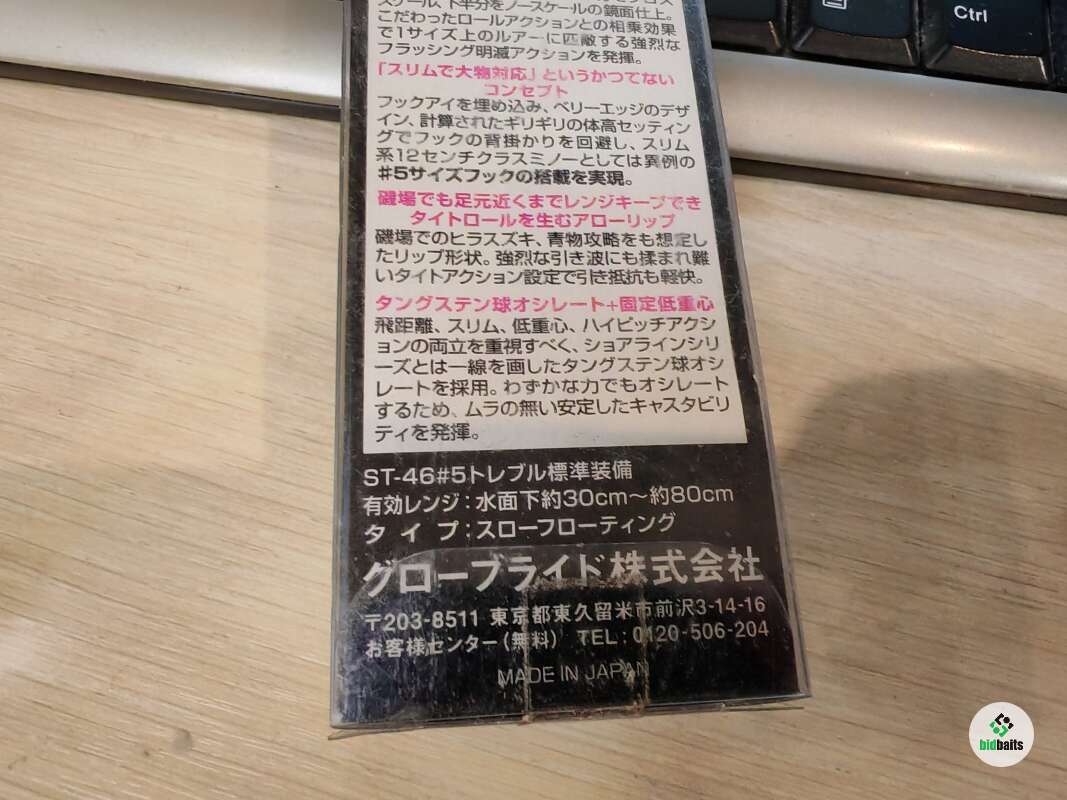 スケール、下半分をノースケールの鏡面仕上。
こだわったロールアクションとの相乗効果
で1サイズ上のルアーに匹敵する強烈な
フラッシング明滅アクションを発揮。
「スリムで大物対応」というかつてない
コンセプト
フックアイを埋め込み、ベリーエッジのデザ
イン、計算されたギリギリの体高セッティン
グでフックの背掛かりを回避し、スリム
系12センチクラスミノーとしては異例の
#5サイズフックの搭載を実現。
磯場でも足元近くまでレンジキープでき
タイトロールを生むアローリップ
磯場でのヒラスズキ、青物攻略をも想定し
たリップ形状。強烈な引き波にも揉まれ難
いタイトアクション設定で引き抵抗も軽快。
タングステン球オシレート+固定低重心
飛距離、スリム、低重心、ハイピッチアクシ
ョンの両立を重視すべく、ショアラインシリ
ーズとは一線を画したタングステン球オシ
レートを採用。わずかな力でもオシレート
するため、ムラの無い安定したキャスタビリ
ティを発揮。
ST-46#5トレブル標準装備
有効レンジ:水面下約30cm〜約80cm
タイプ:スローフローティング
グローブライド株式会社
〒203-8511 東京都東久留米市前沢3-14-16
お客様センター(無料) TEL:0120-506-204
MADE IN JAPAN
Ctrl
bidbaits